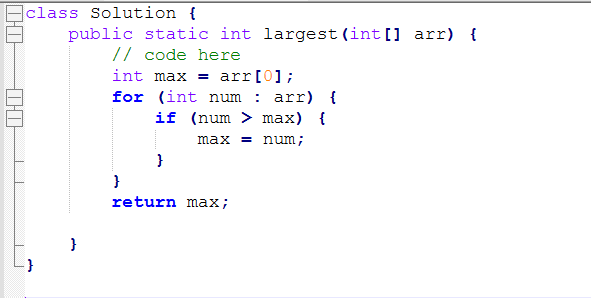 class Solution {
    public static int largest(int[] arr) {
        // code here
        int max = arr[0];
        for (int num : arr) {
            if (num > max) {
                max = num;
            }
        }
        return max;

    }
}